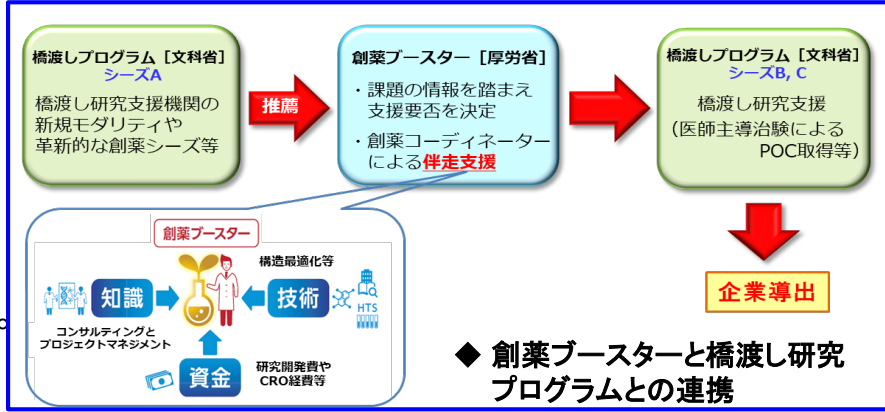 橋渡しプログラム［文科省］
シーズA
橋渡し研究支援機関の
新規モダリティや
革新的な創薬シーズ等
推薦
創薬ブースター［厚労省］
・課題の情報を踏まえ
支援要否を決定
・創薬コーディネーター
による伴走支援
橋渡しプログラム［文科省］
シーズB, C
橋渡し研究支援
（医師主導治験による
POC取得等）
企業導出
創薬ブースター
知識
コンサルティングと
プロジェクトマネジメント
構造最適化等
技術
HTS
資金
研究開発費や
CRO経費等
◆ 創薬ブースターと橋渡し研究
プログラムとの連携